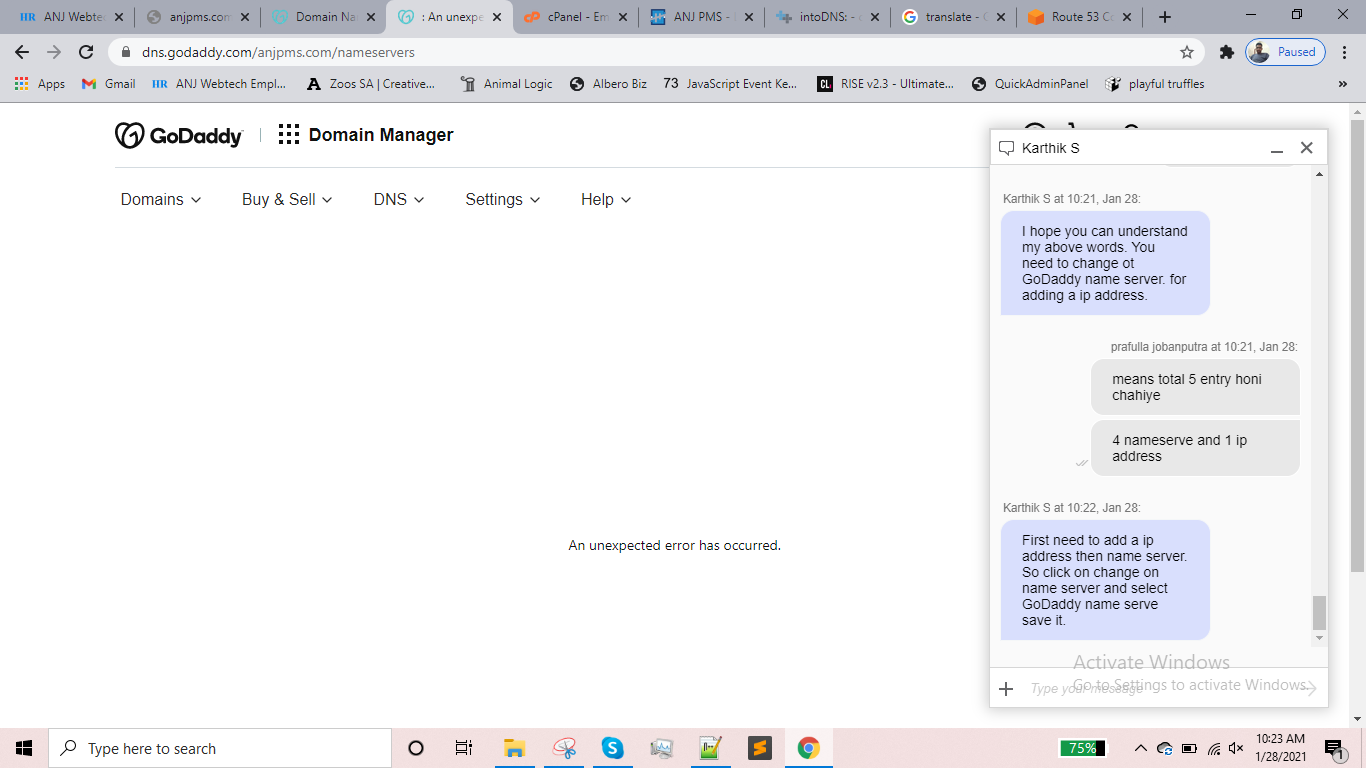 HR ANJ Webtec
anjpms.com
Domain Na
: An unexpe
cP cPanel - Em
ANJ PMS -
intoDNS: -
translate -
Route 53 Co
dns.godaddy.com/anjpms.com/nameservers
Paused
Apps
Gmail
HR ANJ Webtech Empl...
A Zoos SA | Creative...
Animal Logic
Albero Biz
73 JavaScript Event Ke...
CL RISE v2.3 - Ultimate...
QuickAdminPanel
playful truffles
»
GoDaddy
Domain Manager
Domains
Buy & Sell
DNS
Settings
Help
An unexpected error has occurred.
Karthik S
Karthik S at 10:21, Jan 28:
I hope you can understand
my above words. You
need to change ot
GoDaddy name server. for
adding a ip address.
prafulla jobanputra at 10:21, Jan 28:
means total 5 entry honi
chahiye
4 nameserve and 1 ip
address
Karthik S at 10:22, Jan 28:
First need to add a ip
address then name server.
So click on change on
name server and select
GoDaddy name serve
save it.
Type your message
Activate Windows
Go to Settings to activate Windows.
Type here to search
75%
10:23 AM
1/28/2021
1